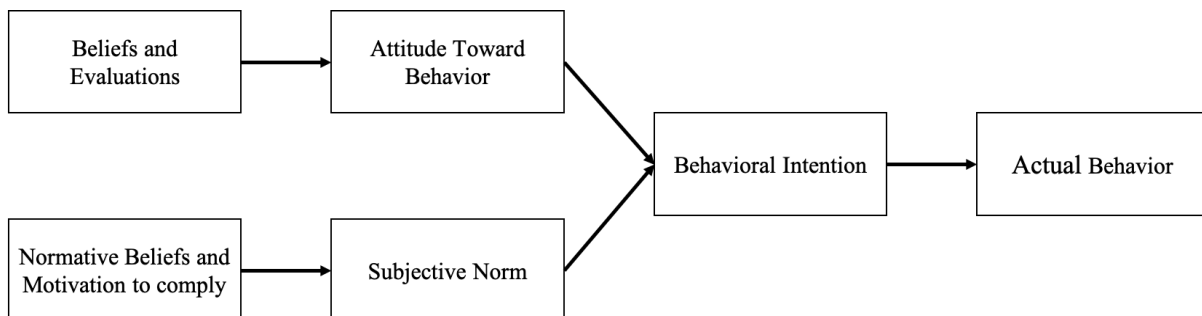 Beliefs and
Evaluations
Attitude Toward
Behavior
Behavioral Intention
Actual Behavior
Normative Beliefs and
Motivation to comply
Subjective Norm